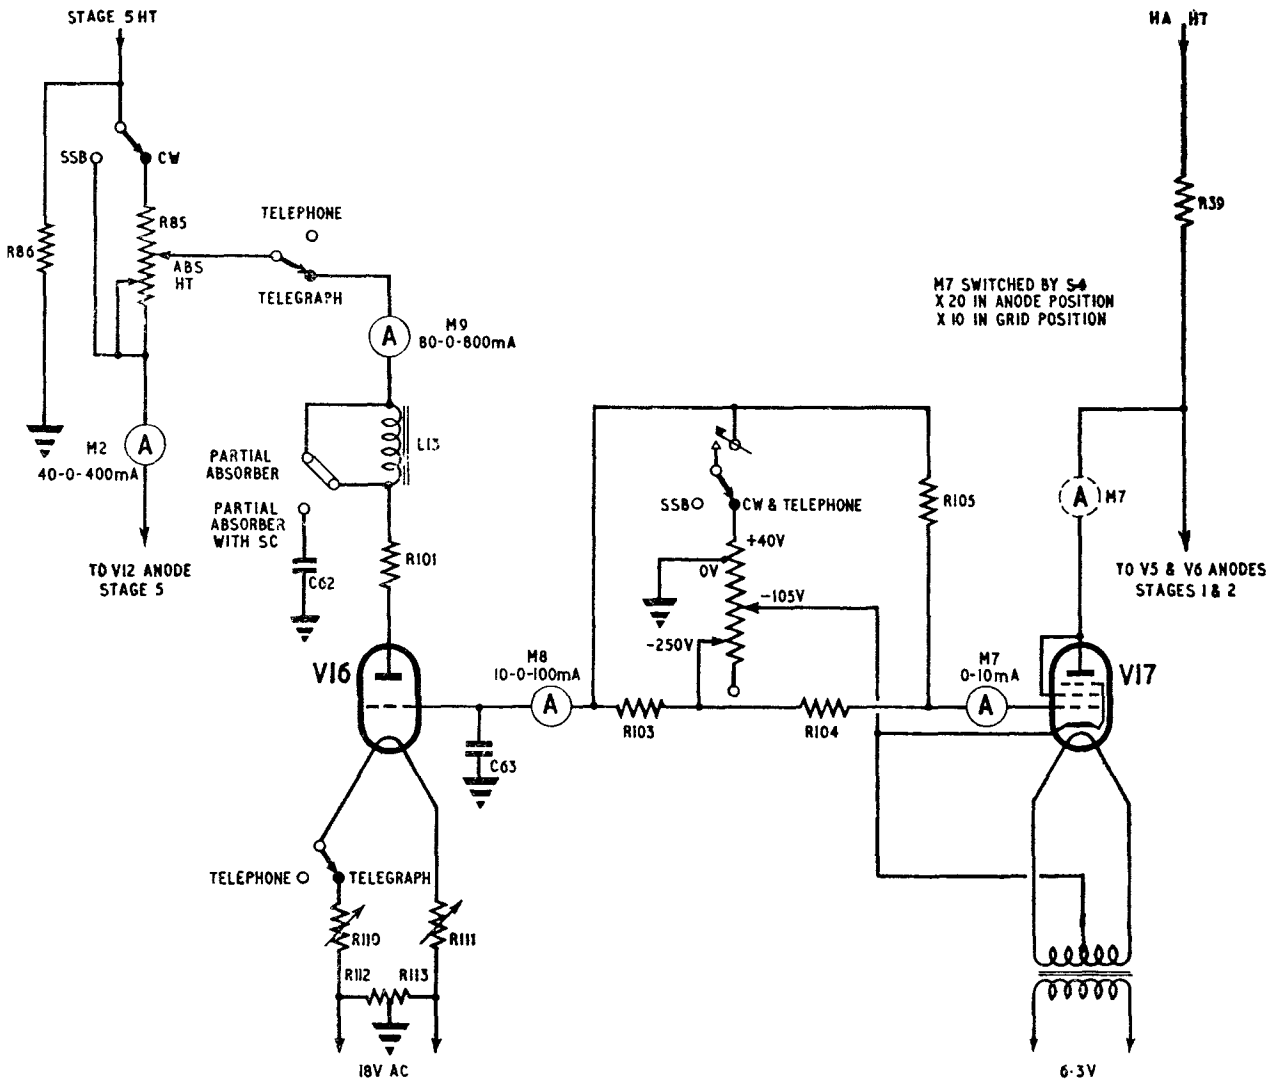 STAGE 5 HT
HA HT
SSB
CW
R85
R86
ABS
HT
TELEPHONE
TELEGRAPH
R39
M7 SWITCHED BY S4
X 20 IN ANODE POSITION
X 10 IN GRID POSITION
M9
A
80-0-800mA
M2
A
40-0-400mA
L13
PARTIAL
ABSORBER
PARTIAL
ABSORBER
WITH SC
C62
R101
TO V12 ANODE
STAGE 5
SSB
CW & TELEPHONE
R105
A
M7
+40V
0V
-105V
-250V
TO V5 & V6 ANODES
STAGES 1 & 2
V16
M8
10-0-100mA
A
M7
0-10mA
A
V17
R103
R104
C63
TELEPHONE
TELEGRAPH
R110
R111
R112
R113
18V AC
6·3V